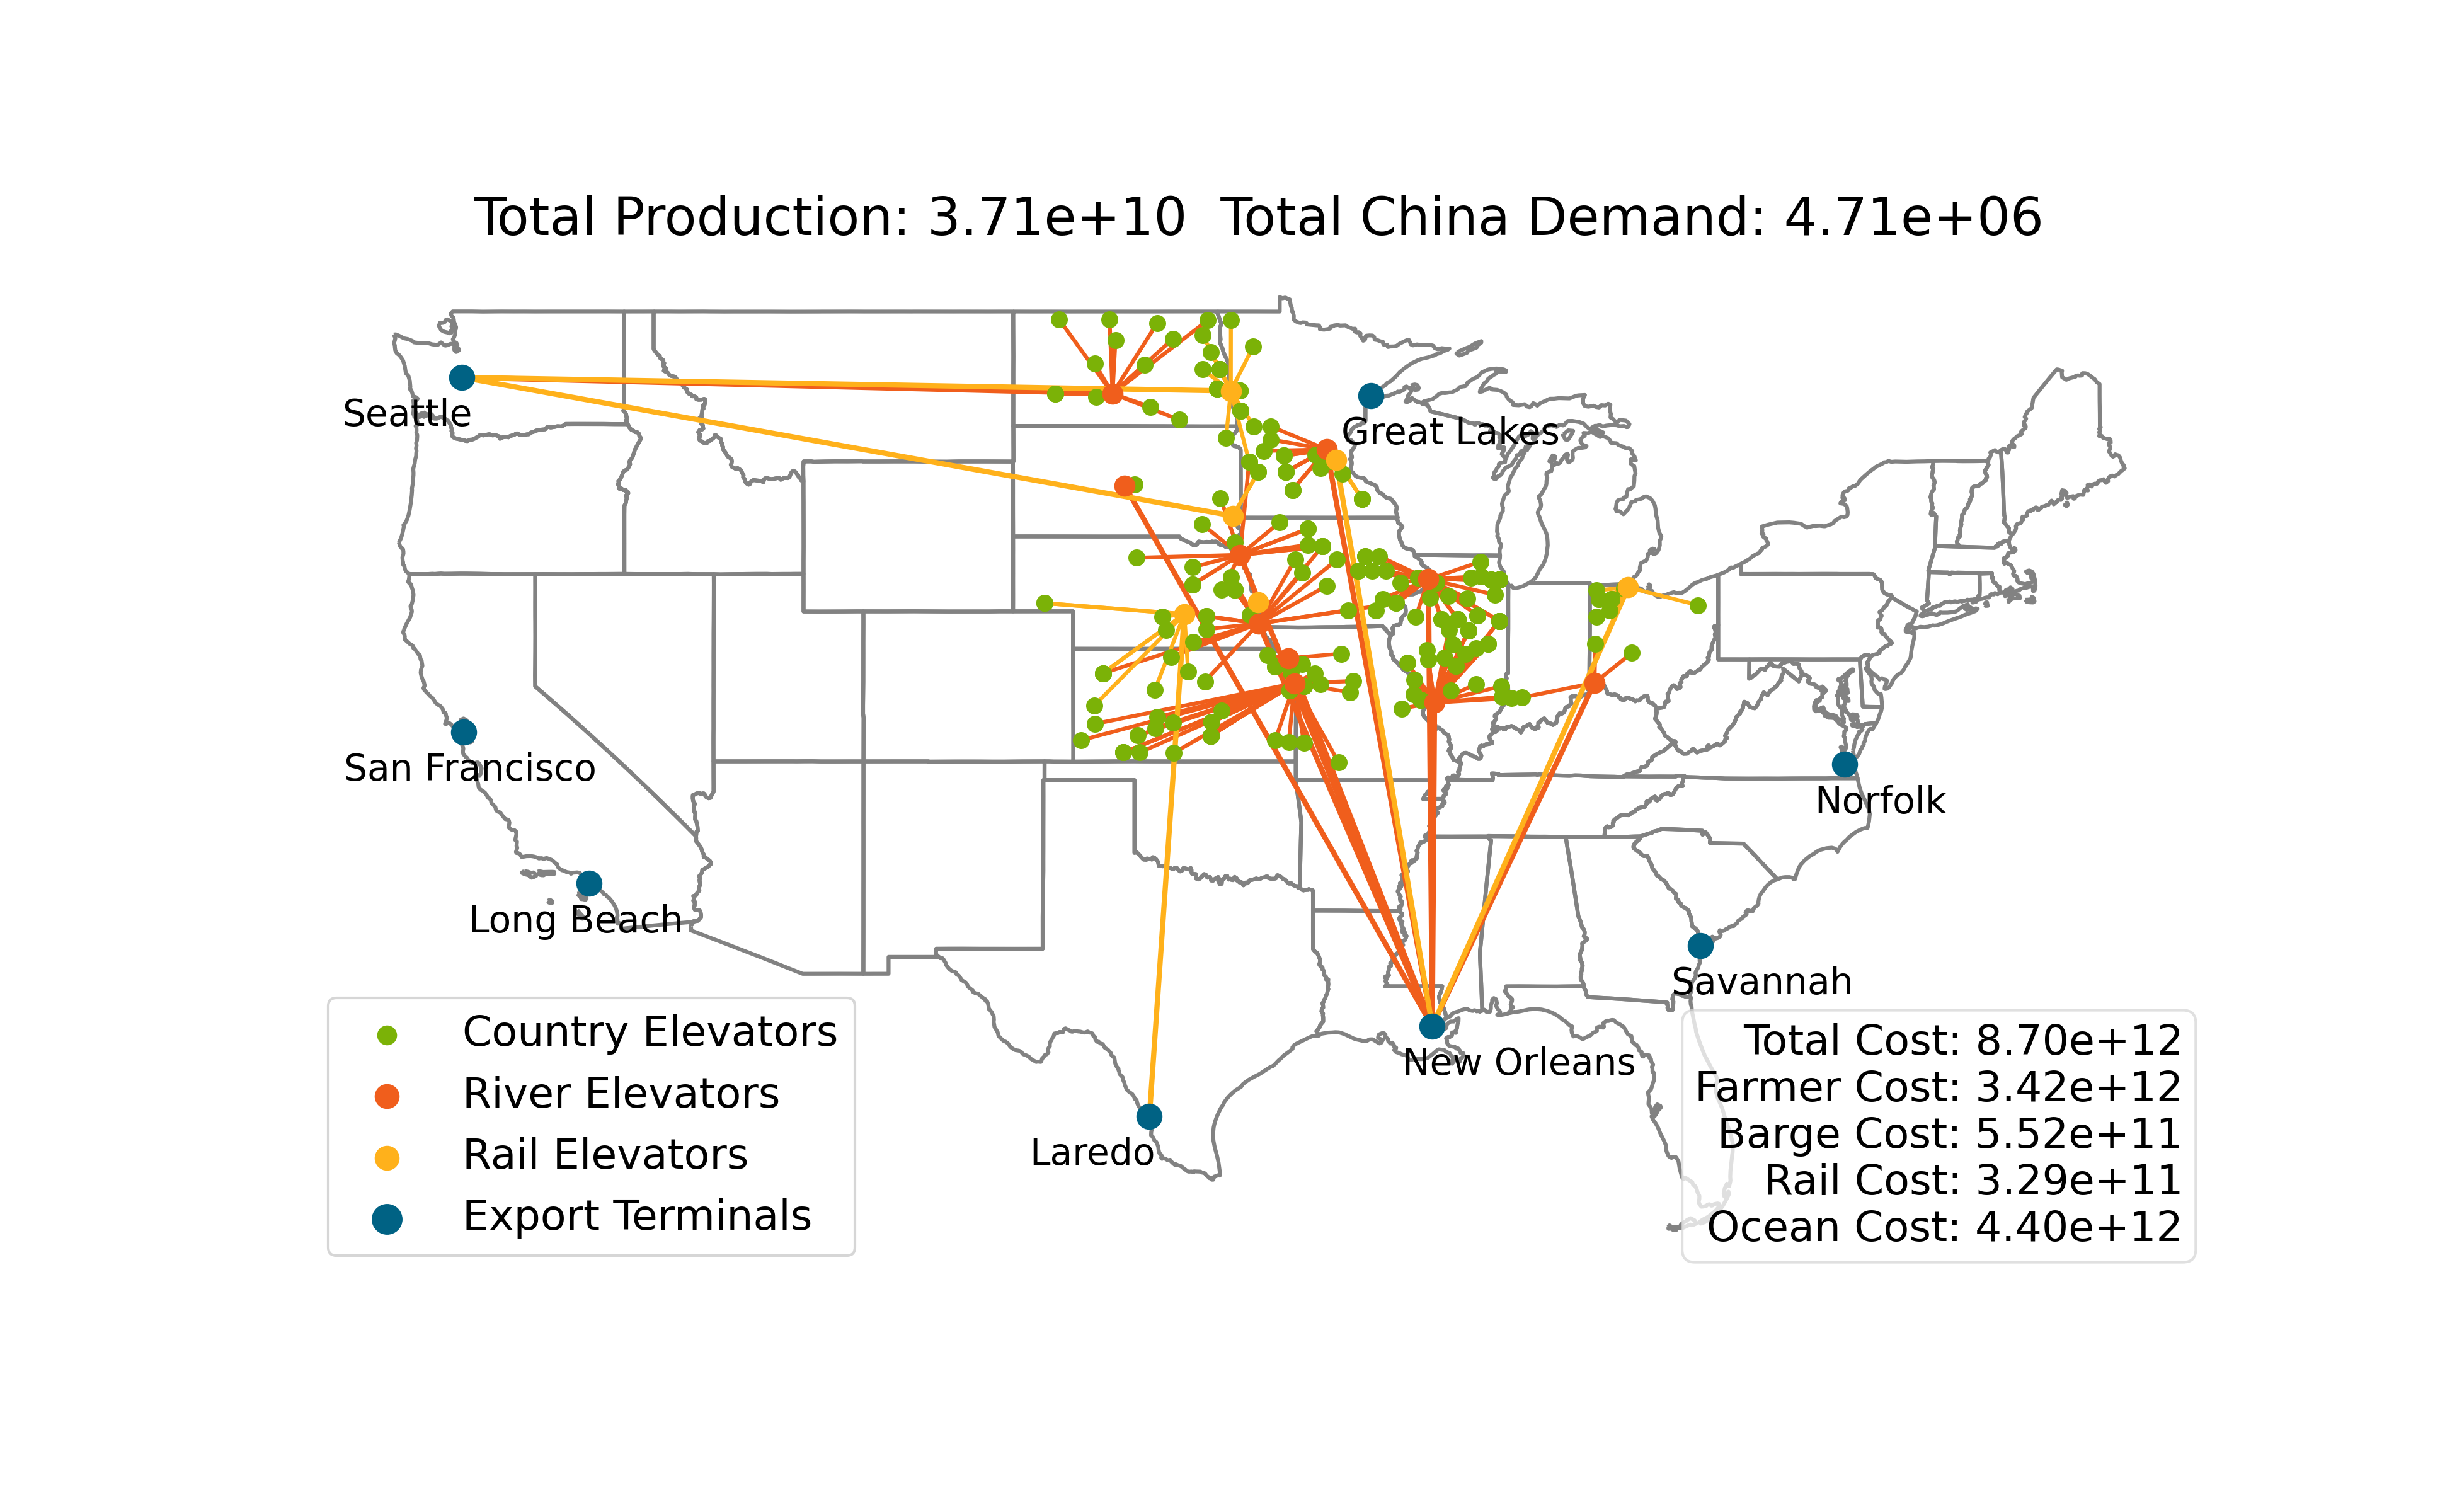 Total Production: 3.71e+10  Total China Demand: 4.71e+06
Seattle
Great Lakes
San Francisco
Norfolk
Long Beach
Savannah
New Orleans
Laredo
Country Elevators
River Elevators
Rail Elevators
Export Terminals
Total Cost: 8.70e+12
Farmer Cost: 3.42e+12
Barge Cost: 5.52e+11
Rail Cost: 3.29e+11
Ocean Cost: 4.40e+12